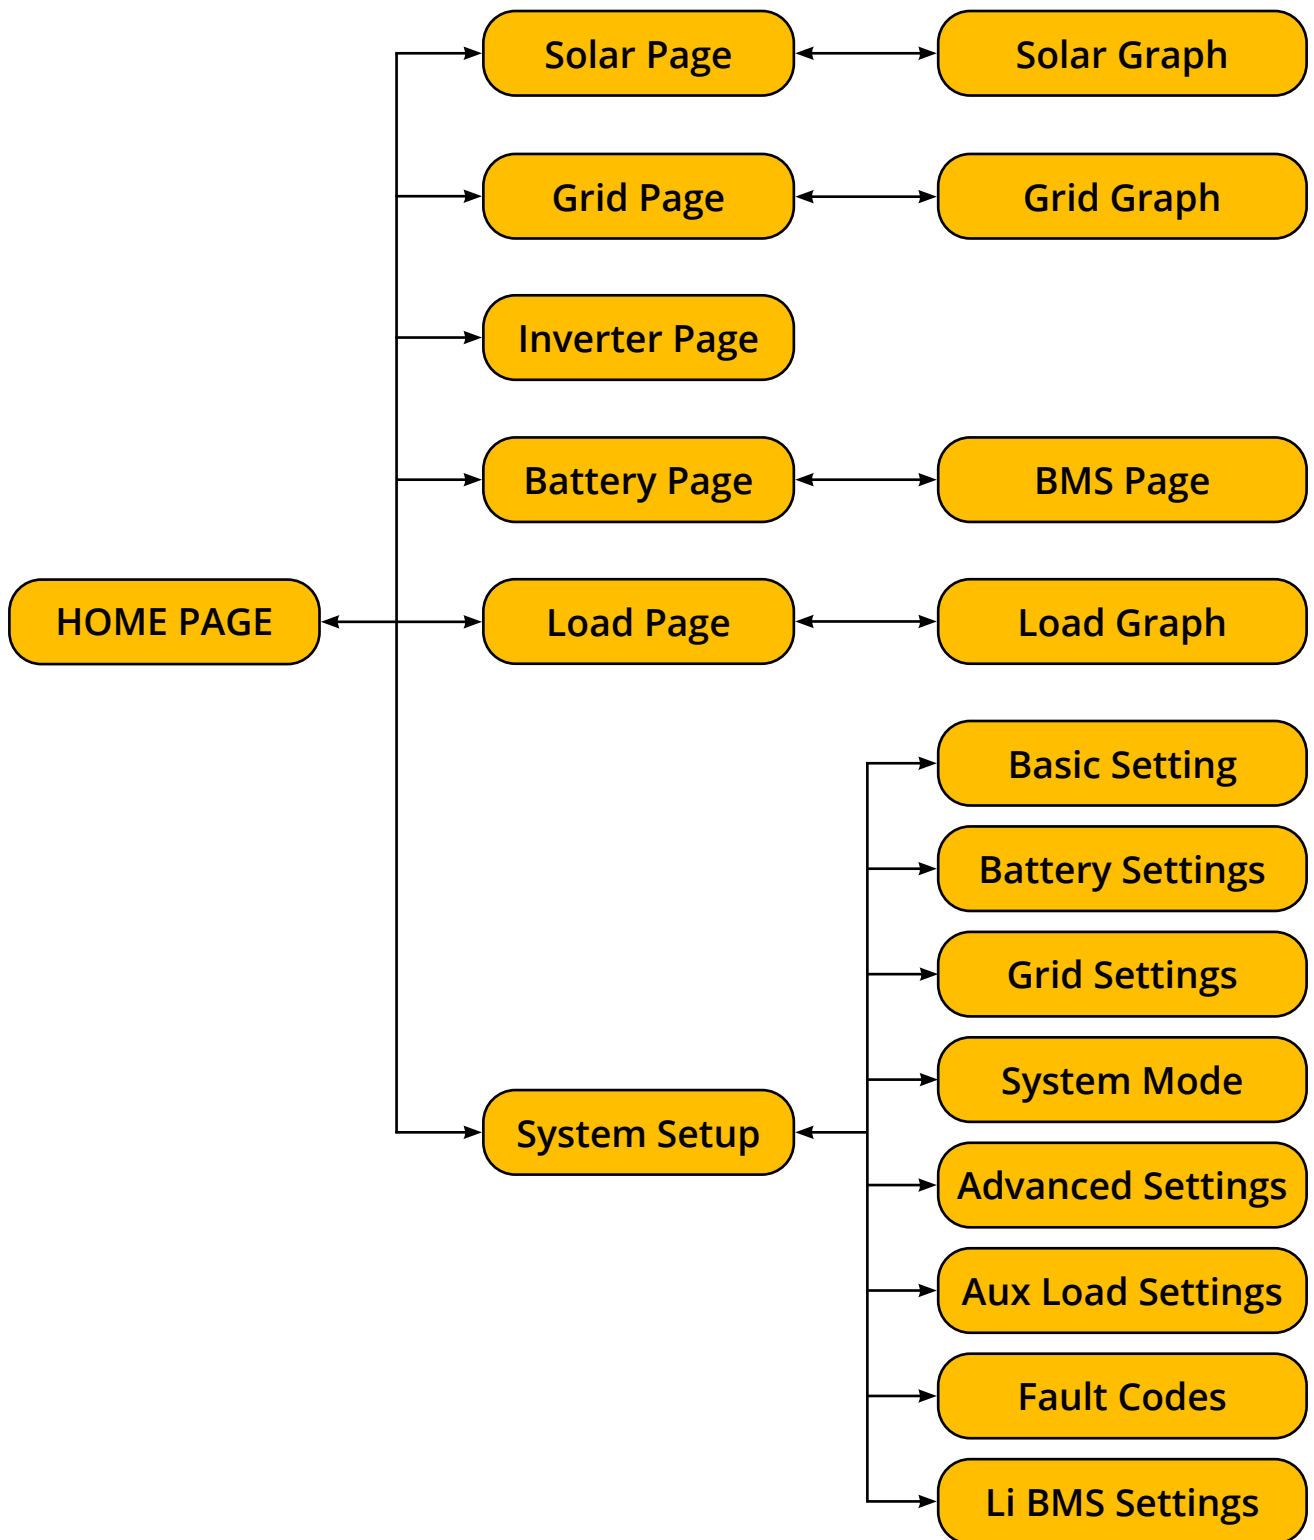 Solar Page
Solar Graph
Grid Page
Grid Graph
Inverter Page
Battery Page
BMS Page
HOME PAGE
Load Page
Load Graph
Basic Setting
Battery Settings
Grid Settings
System Mode
System Setup
Advanced Settings
Aux Load Settings
Fault Codes
Li BMS Settings